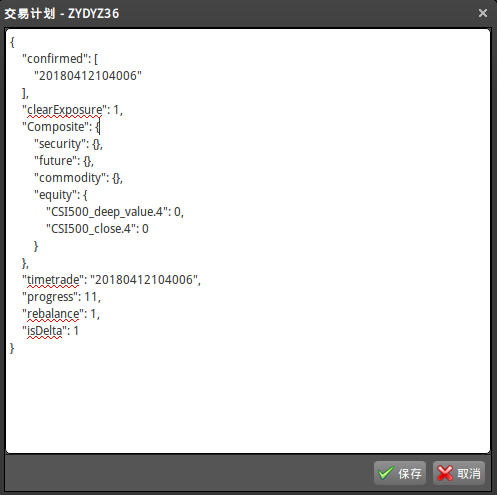 交易计划 - ZYDYZ36
{
"confirmed": [
"20180412104006"
],
"clearExposure": 1,
"Composite": {
"security": {},
"future": {},
"commodity": {},
"equity": {
"CSI500_deep_value.4": 0,
"CSI500_close.4": 0
}
},
"timetrade": "20180412104006",
"progress": 11,
"rebalance": 1,
"isDelta": 1
}
保存 取消